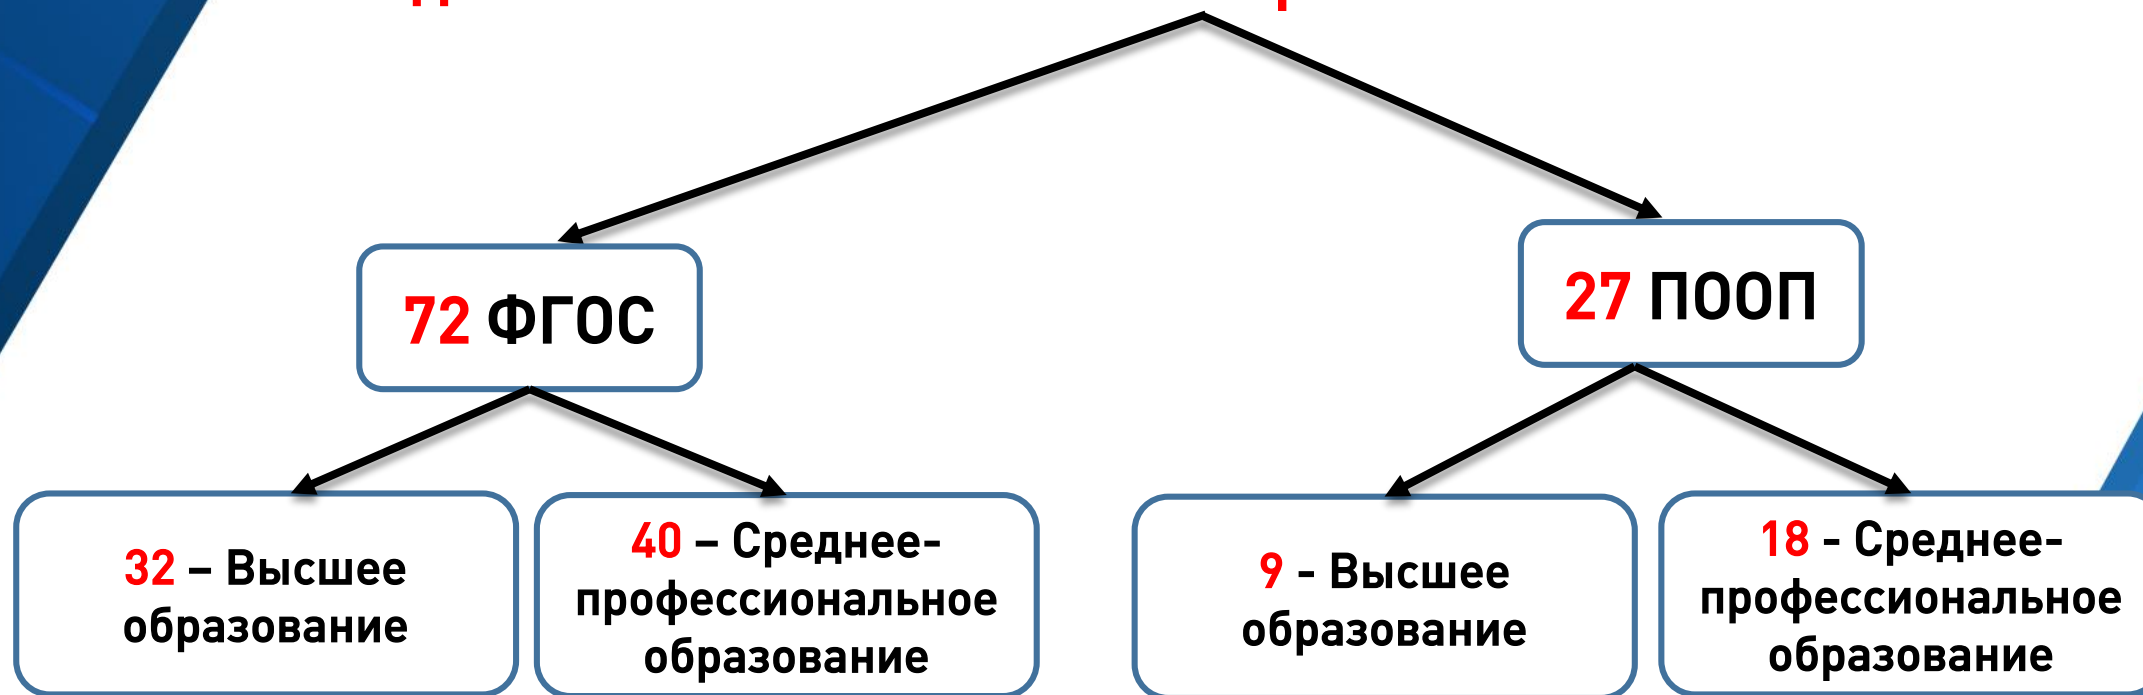 72 ФГОС
27 ПООП
32 – Высшее
образование
40 – Среднее-
профессиональное
образование
9 - Высшее
образование
18 - Среднее-
профессиональное
образование